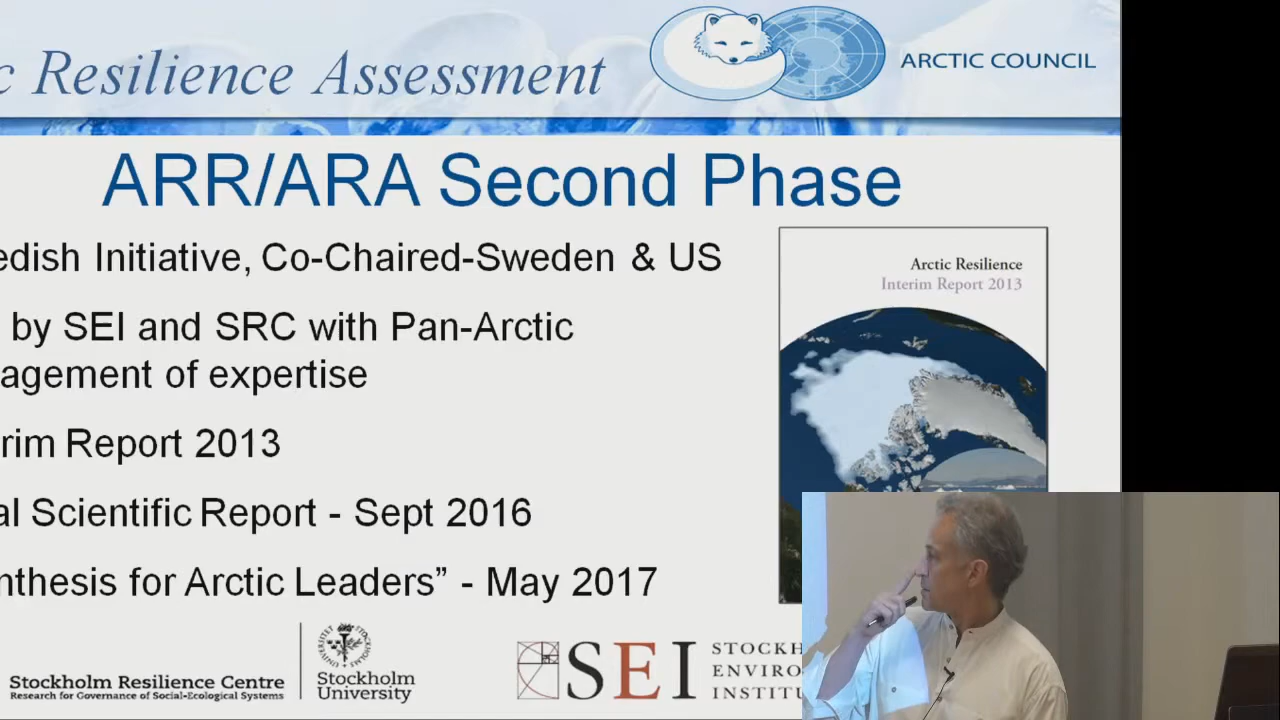 c Resilience Assessment
ARCTIC COUNCIL
ARR/ARA Second Phase
edish Initiative, Co-Chaired-Sweden & US
by SEI and SRC with Pan-Arctic
agement of expertise
rim Report 2013
al Scientific Report - Sept 2016
nthesis for Arctic Leaders” - May 2017
Arctic Resilience
Interim Report 2013
Stockholm Resilience Centre
Research for Governance of Social-Ecological Systems
Stockholm
University
SEI
STOCKH
ENVIRO
INSTITU